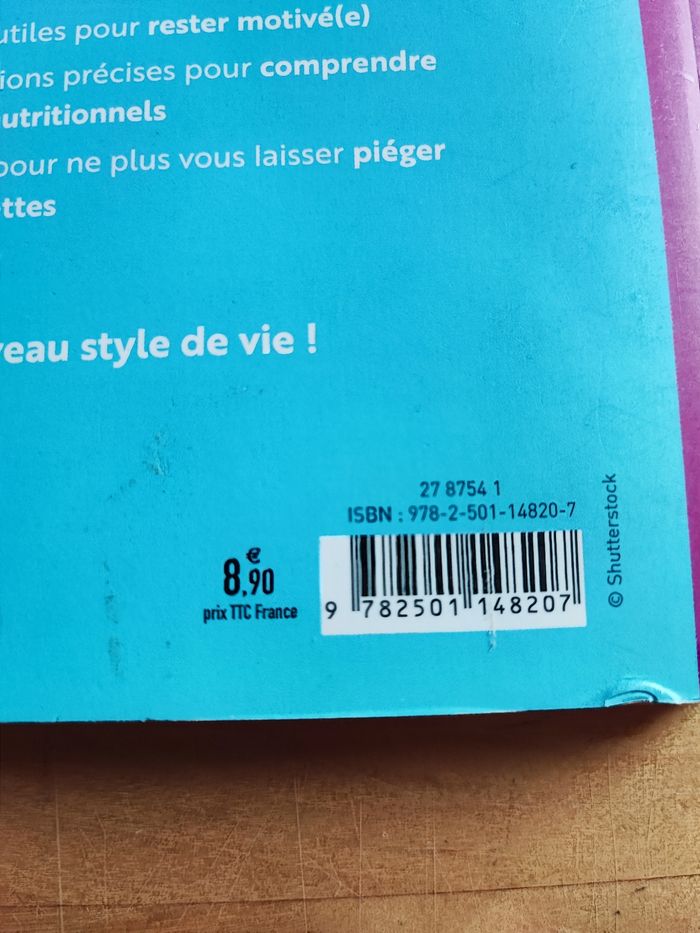 utiles pour rester motivé(e)
ions précises pour comprendre
utritionnels
pour ne plus vous laisser piéger
ttes
eau style de vie !
27 8754 1
ISBN : 978-2-501-14820-7
8,90 €
prix TTC France
9 782501 148207
© Shutterstock